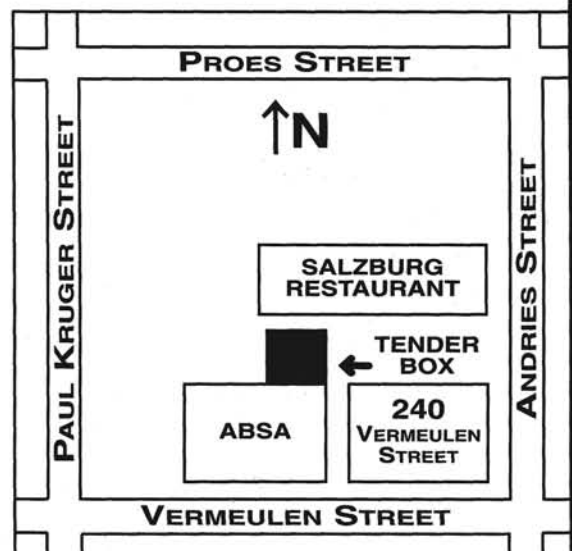 PROES STREET
N
PAUL KRUGER STREET
ANDRIES STREET
SALZBURG
RESTAURANT
TENDER
BOX
ABSA
240
VERMEULEN
STREET
VERMEULEN STREET